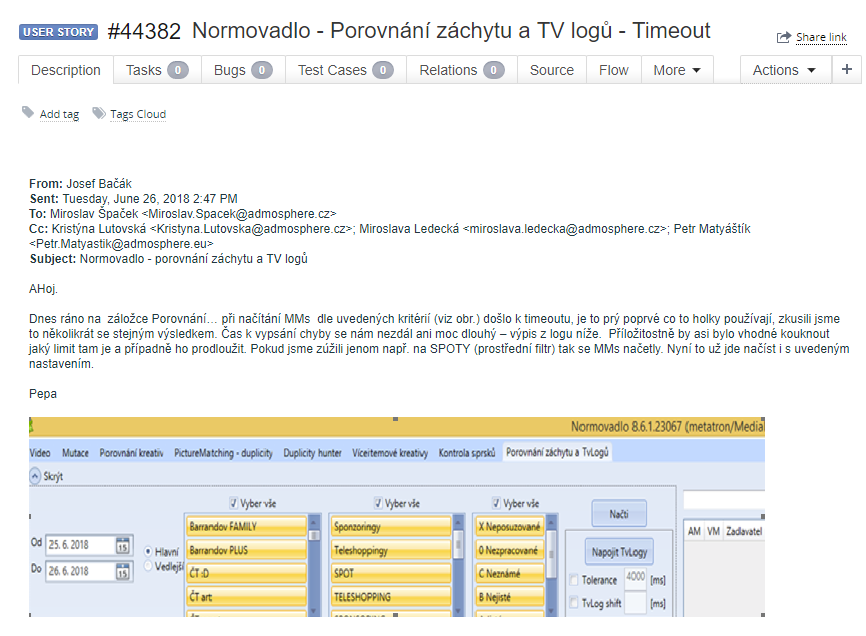 USER STORY #44382 Normovadlo - Porovnání záchytu a TV logů - Timeout
Share link
Description Tasks 0 Bugs 0 Test Cases 0 Relations 0 Source Flow More Actions +
Add tag Tags Cloud
From: Josef Bačák
Sent: Tuesday, June 26, 2018 2:47 PM
To: Miroslav Špaček <Miroslav.Spacek@admosphere.cz>
Cc: Kristýna Lutovská <Kristyna.Lutovska@admosphere.cz>; Miroslava Ledecká <miroslava.ledecka@admosphere.cz>; Petr Matyáštík
<Petr.Matyastik@admosphere.eu>
Subject: Normovadlo - porovnání záchytu a TV logů
AHoj.
Dnes ráno na záložce Porovnání… při načítání MMs dle uvedených kritérií (viz obr.) došlo k timeoutu, je to prý poprvé co to holky používají, zkusili jsme
to několikrát se stejným výsledkem. Čas k vypsání chyby se nám nezdál ani moc dlouhý – výpis z logu níže. Příložitostně by asi bylo vhodné kouknout
jaký limit tam je a případně ho prodloužit. Pokud jsme zúžili jenom např. na SPOTY (prostřední filtr) tak se MMs načetly. Nyní to už jde načíst i s uvedeným
nastavením.
Pepa
Normovadlo 8.6.1.23067 (metatron/Medial
Video Mutace Porovnání kreativ PictureMatching - duplicity Duplicity hunter Víceitemové kreativy Kontrola sprsků Porovnání záchytu a TvLogů
Skrýt
Vyber vše Vyber vše Vyber vše
Načti
Barrandov FAMILY Sponzoringy X Neposuzované
AM VM Zadavatel
Od 25. 6. 2018 15 Hlavní Barrandov PLUS Teleshoppingy 0 Nezpracované Napojit TvLogy
Do 26. 6. 2018 15 Vedlejší ČT :D SPOT C Neznámé Tolerance 4000 [ms]
ČT art TELESHOPPING B Nejisté TvLog shift [ms]